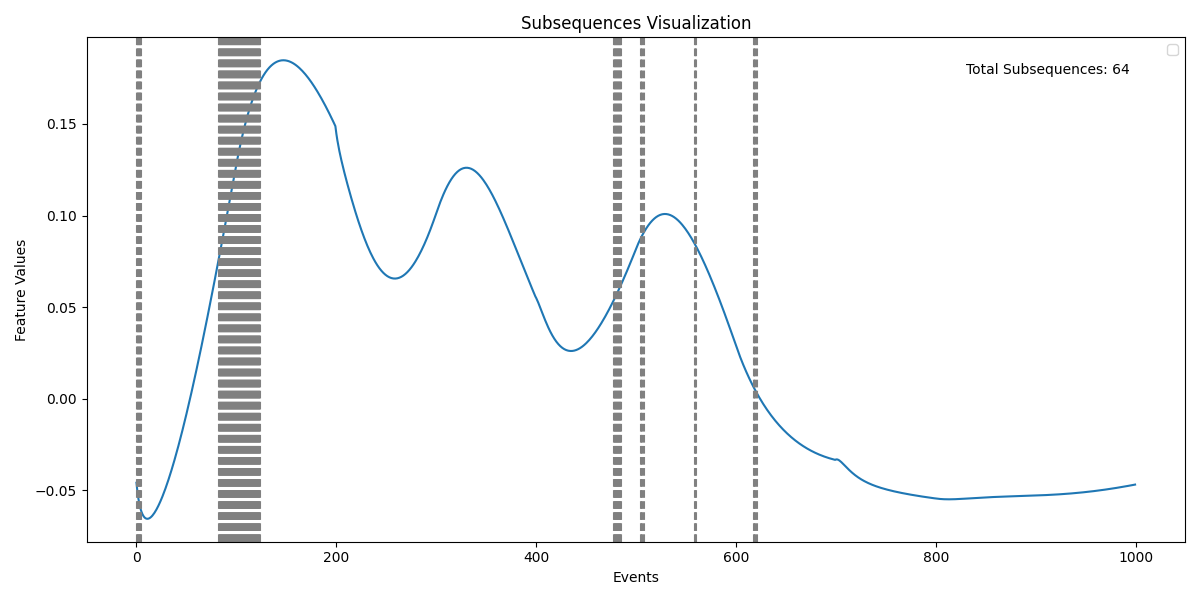 Subsequences Visualization
Total Subsequences: 64
Feature Values
0.15
0.10
0.05
0.00
−0.05
0
200
400
600
800
1000
Events